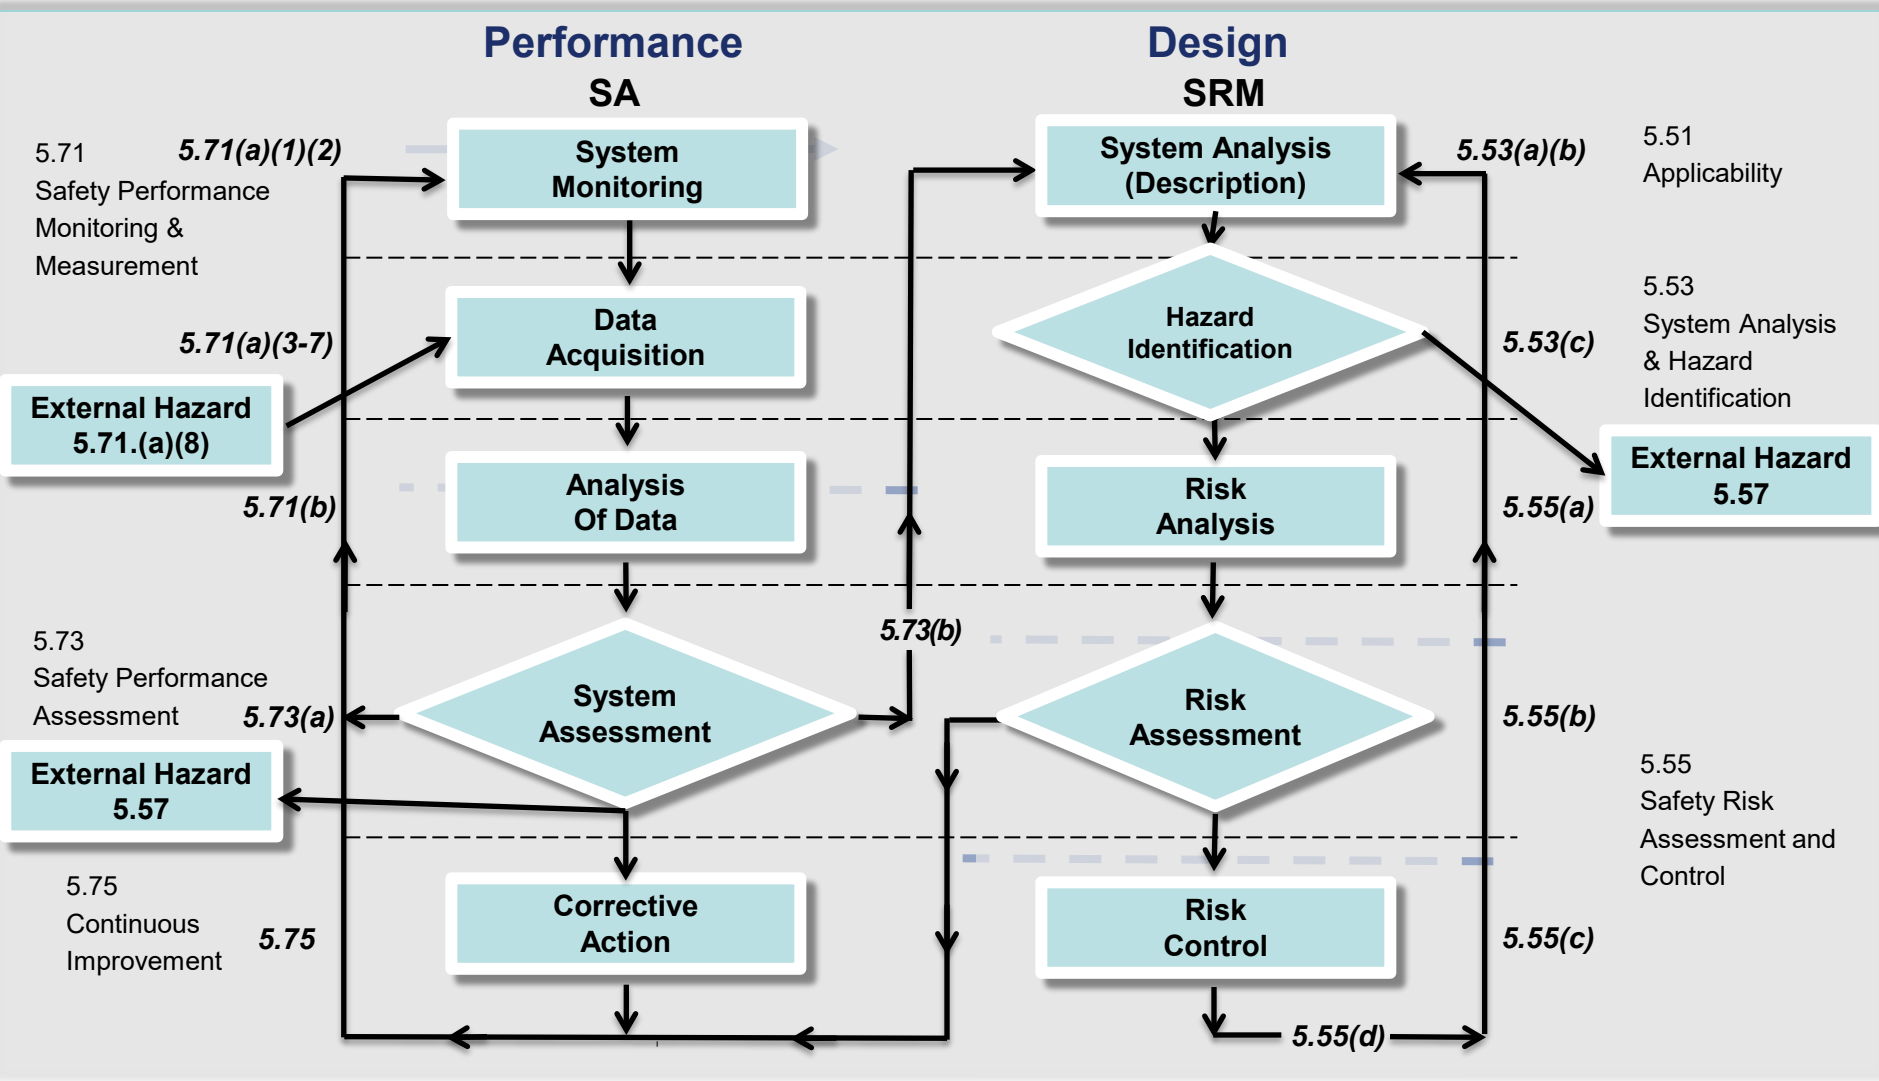 Performance
Design
SA
SRM
5.71
Safety Performance
Monitoring &
Measurement
5.71(a)(1)(2)
System
Monitoring
System Analysis
(Description)
5.53(a)(b)
5.51
Applicability
5.71(a)(3-7)
Data
Acquisition
Hazard
Identification
5.53(c)
5.53
System Analysis
& Hazard
Identification
External Hazard
5.71.(a)(8)
External Hazard
5.57
5.71(b)
Analysis
Of Data
Risk
Analysis
5.55(a)
5.73
Safety Performance
Assessment
5.73(a)
System
Assessment
5.73(b)
Risk
Assessment
5.55(b)
External Hazard
5.57
5.55
Safety Risk
Assessment and
Control
5.75
Continuous
Improvement
5.75
Corrective
Action
Risk
Control
5.55(c)
5.55(d)